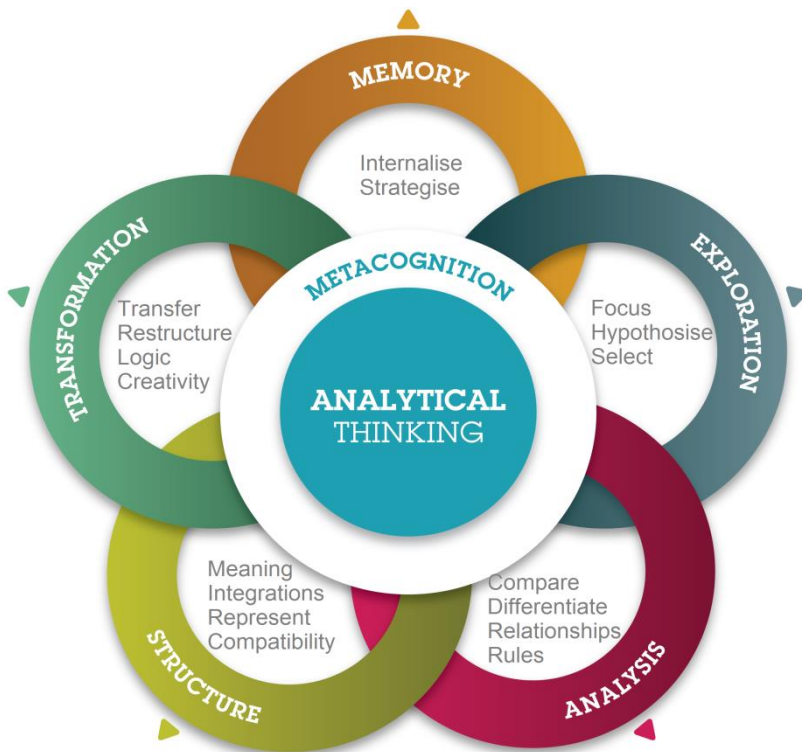 MEMORY
Internalise
Strategise
EXPLORATION
Focus
Hypothosise
Select
ANALYSIS
Compare
Differentiate
Relationships
Rules
STRUCTURE
Meaning
Integrations
Represent
Compatibility
TRANSFORMATION
Transfer
Restructure
Logic
Creativity
METACOGNITION
ANALYTICAL
THINKING